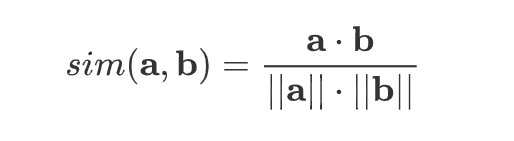 sim(a, b) = a · b / ||a|| · ||b||